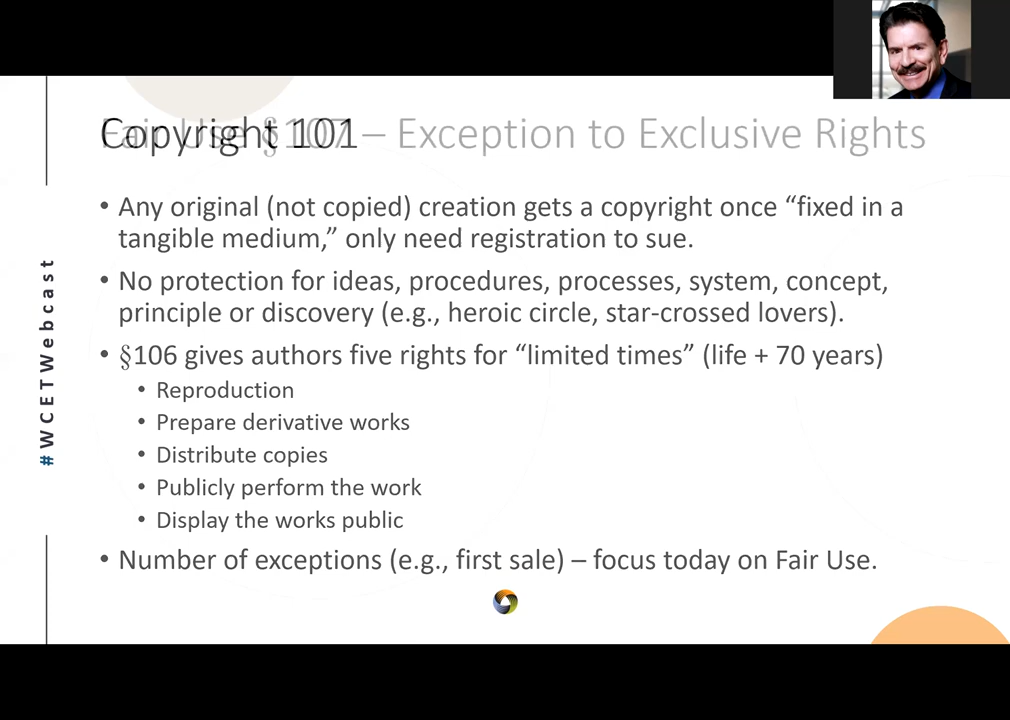 Copyright 101
Fair Use §107 – Exception to Exclusive Rights
• Any original (not copied) creation gets a copyright once “fixed in a
tangible medium,” only need registration to sue.
• No protection for ideas, procedures, processes, system, concept,
principle or discovery (e.g., heroic circle, star-crossed lovers).
• §106 gives authors five rights for “limited times” (life + 70 years)
• Reproduction
• Prepare derivative works
• Distribute copies
• Publicly perform the work
• Display the works public
• Number of exceptions (e.g., first sale) – focus today on Fair Use.
#WCETWebcast